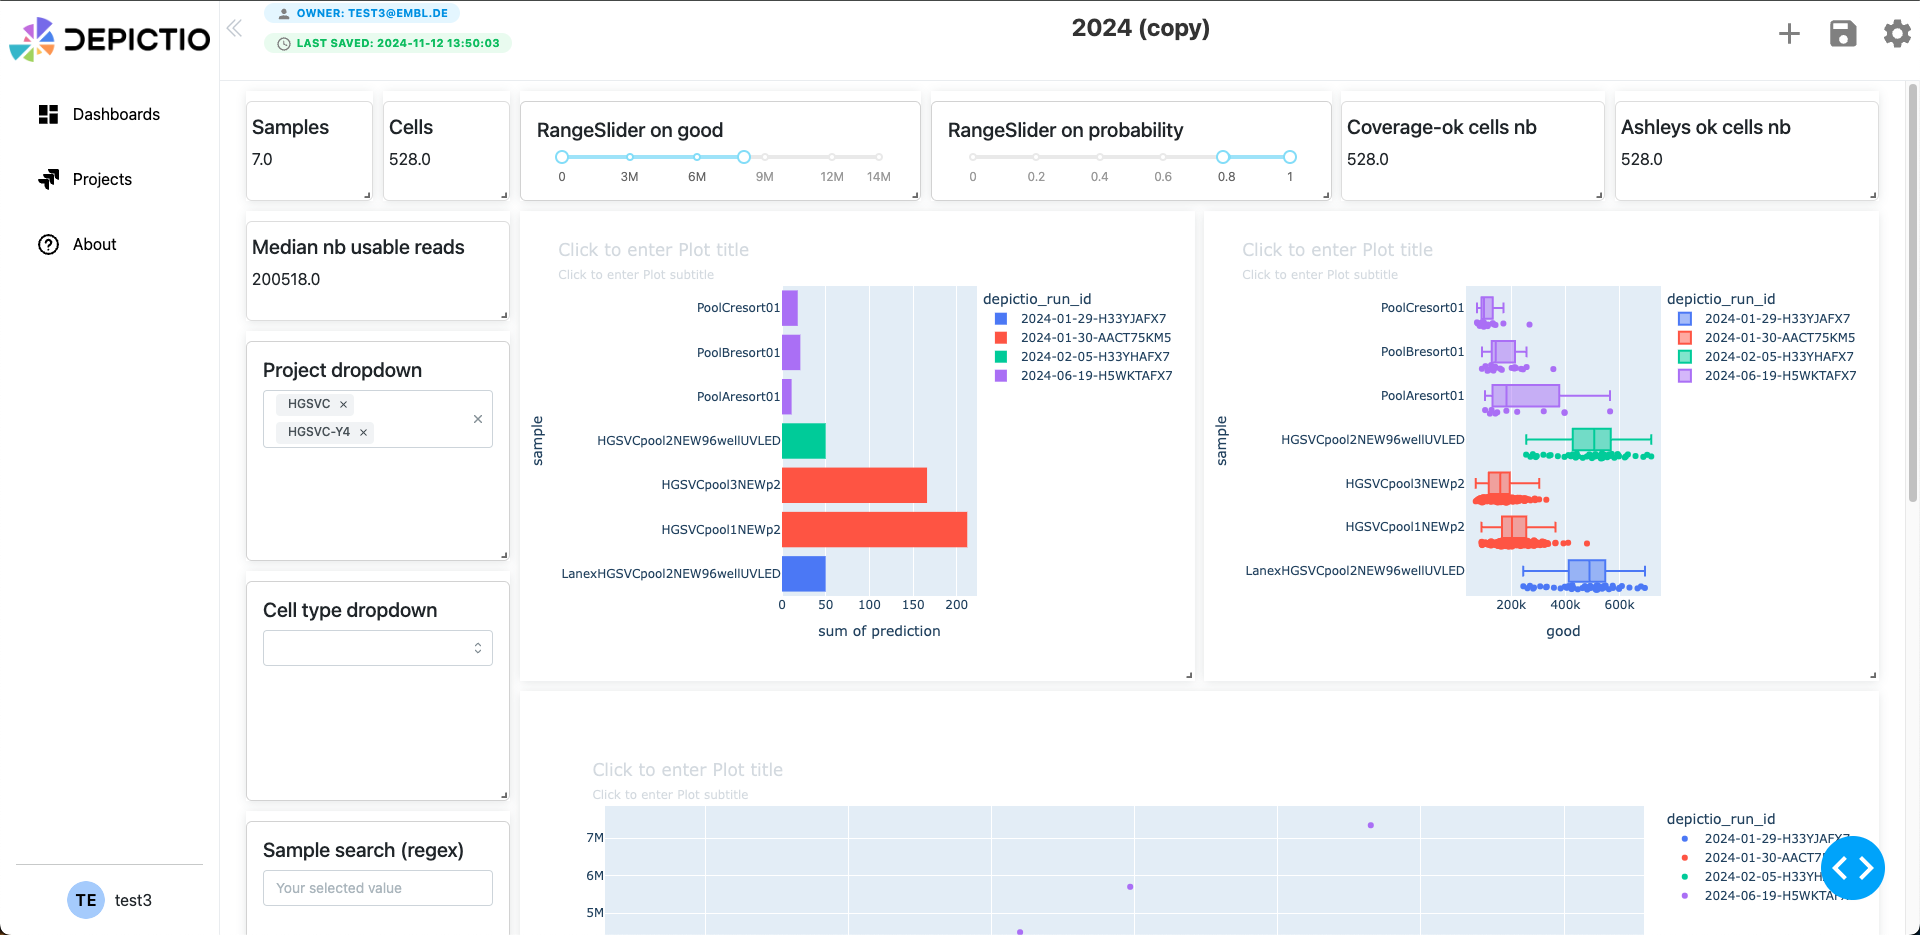 DEPICTIO
OWNER: TEST3@EMBL.DE
LAST SAVED: 2024-11-12 13:50:03
2024 (copy)
Dashboards
Projects
About
TE test3
Samples
7.0
Cells
528.0
RangeSlider on good
0 3M 6M 9M 12M 14M
RangeSlider on probability
0 0.2 0.4 0.6 0.8 1
Coverage-ok cells nb
528.0
Ashleys ok cells nb
528.0
Median nb usable reads
200518.0
Project dropdown
HGSVC ×
HGSVC-Y4 ×
Cell type dropdown
Sample search (regex)
Your selected value
Click to enter Plot title
Click to enter Plot subtitle
sample
PoolCresort01
PoolBresort01
PoolAresort01
HGSVCpool2NEW96wellUVLED
HGSVCpool3NEWp2
HGSVCpool1NEWp2
LanexHGSVCpool2NEW96wellUVLED
0 50 100 150 200
sum of prediction
depictio_run_id
2024-01-29-H33YJAFX7
2024-01-30-AACT75KM5
2024-02-05-H33YHAFX7
2024-06-19-H5WKTAFX7
Click to enter Plot title
Click to enter Plot subtitle
sample
PoolCresort01
PoolBresort01
PoolAresort01
HGSVCpool2NEW96wellUVLED
HGSVCpool3NEWp2
HGSVCpool1NEWp2
LanexHGSVCpool2NEW96wellUVLED
200k 400k 600k
good
depictio_run_id
2024-01-29-H33YJAFX7
2024-01-30-AACT75KM5
2024-02-05-H33YHAFX7
2024-06-19-H5WKTAFX7
Click to enter Plot title
Click to enter Plot subtitle
7M
6M
5M
depictio_run_id
2024-01-29-H33YJAFX7
2024-01-30-AACT7
2024-02-05-H33YH
2024-06-19-H5WKTAF